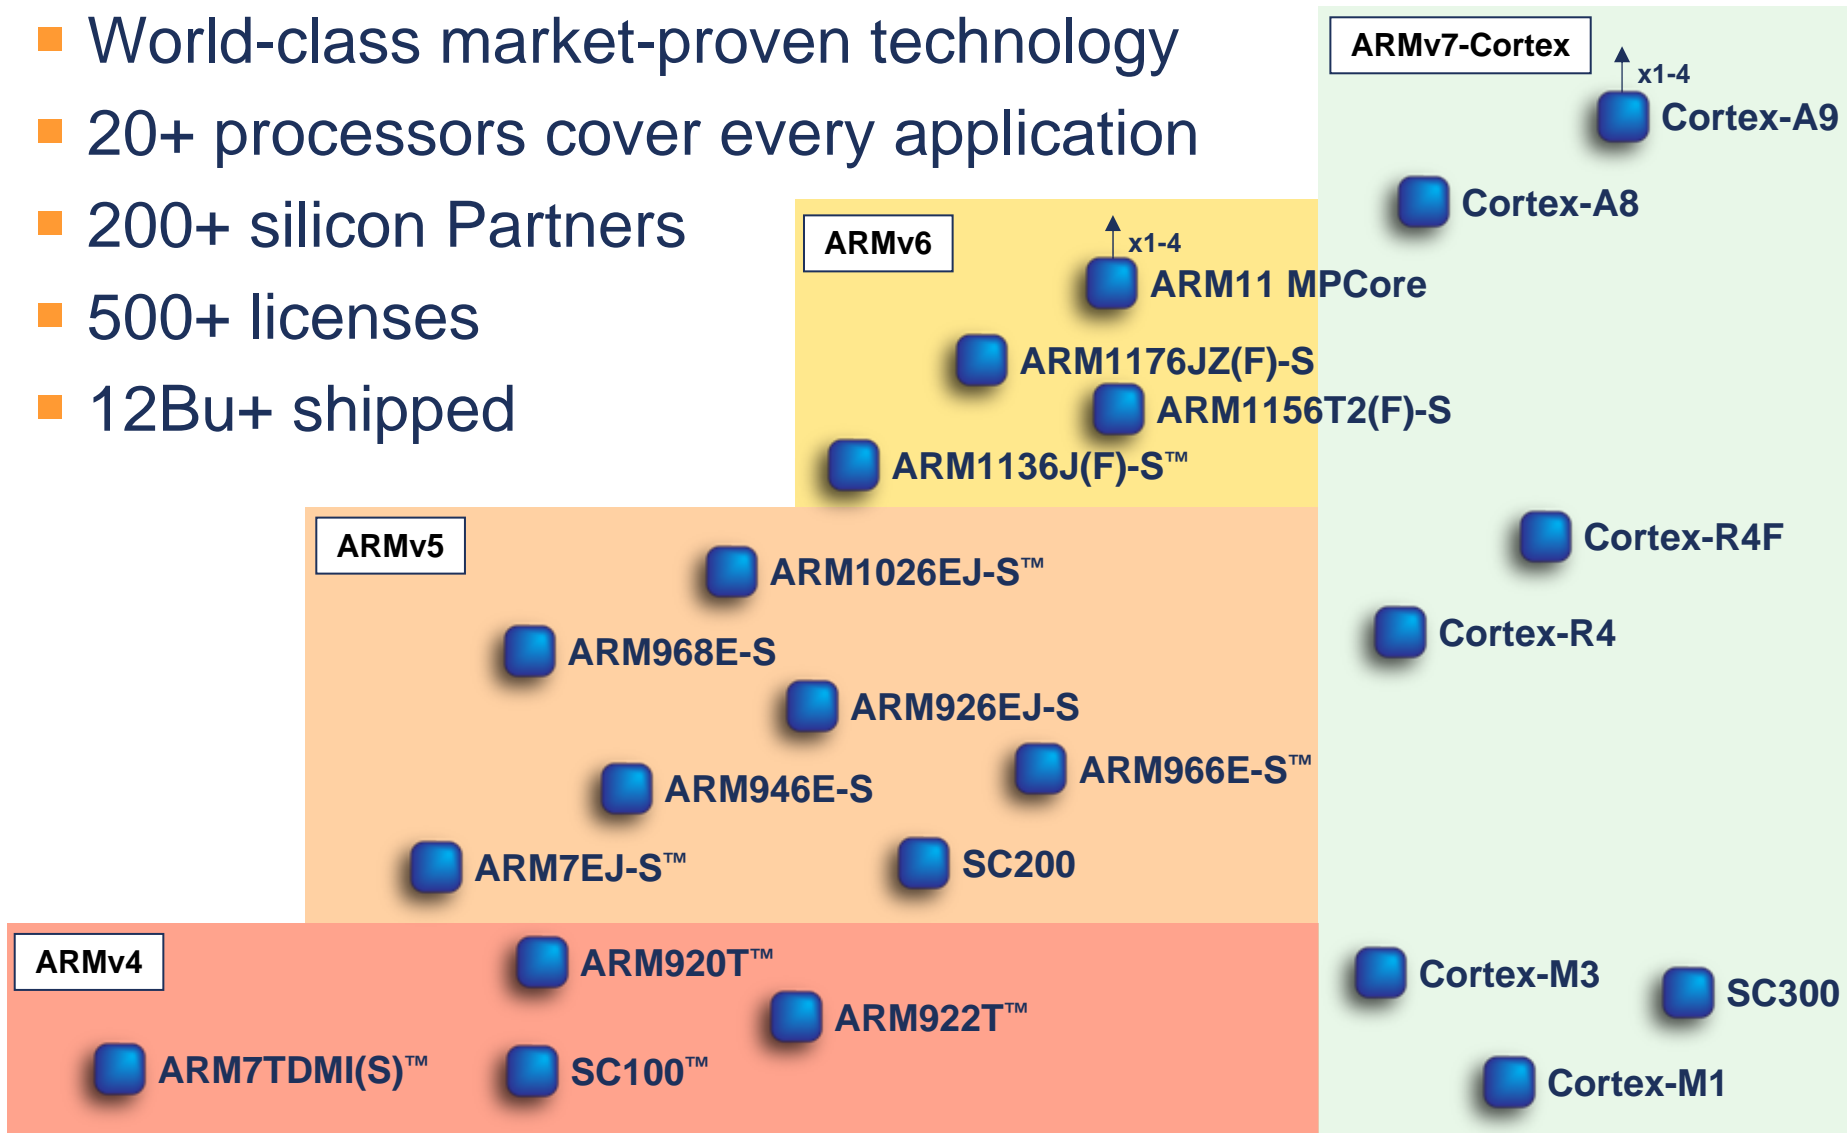 World-class market-proven technology
20+ processors cover every application
200+ silicon Partners
500+ licenses
12Bu+ shipped
ARMv7-Cortex
x1-4
Cortex-A9
Cortex-A8
ARMv6
x1-4
ARM11 MPCore
ARM1176JZ(F)-S
ARM1156T2(F)-S
ARM1136J(F)-S™
Cortex-R4F
Cortex-R4
ARMv5
ARM1026EJ-S™
ARM968E-S
ARM926EJ-S
ARM966E-S™
ARM946E-S
ARM7EJ-S™
SC200
ARMv4
ARM920T™
ARM922T™
ARM7TDMI(S)™
SC100™
Cortex-M3
SC300
Cortex-M1